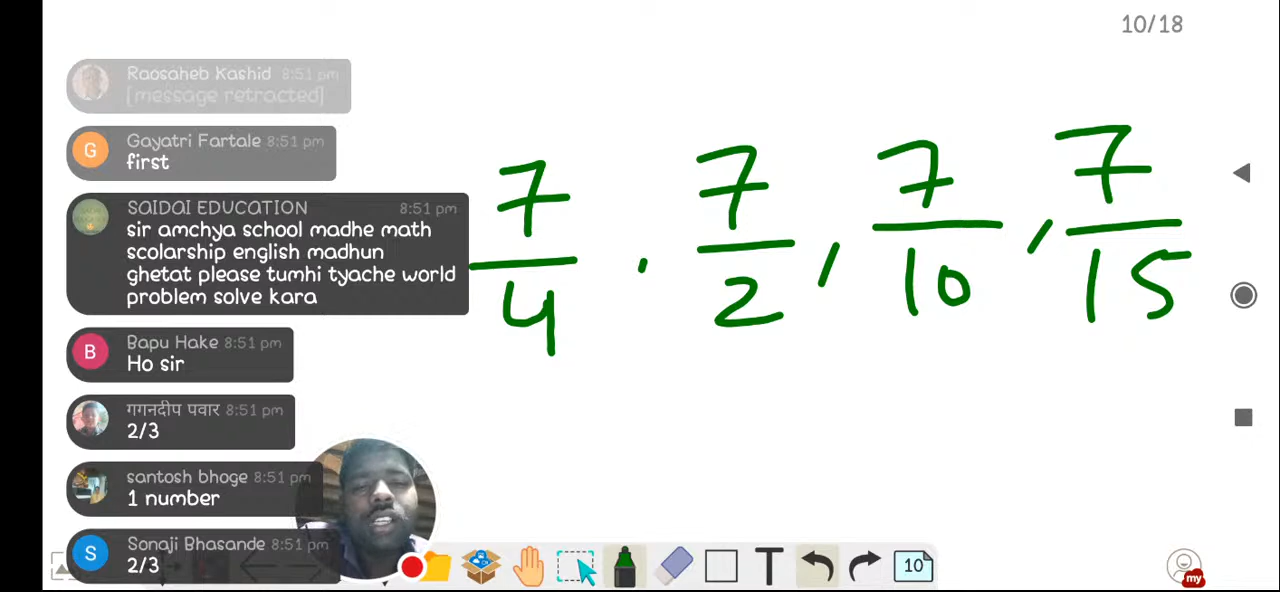 10/18
Raosaheb Kashid 8:51 pm
[message retracted]
Gayatri Fartale 8:51 pm
first
SAIDAI EDUCATION 8:51 pm
sir amchya school madhe math
scolarship english madhun
ghetat please tumhi tyache world
problem solve kara
Bapu Hake 8:51 pm
Ho sir
गगनदीप पवार 8:51 pm
2/3
santosh bhoge 8:51 pm
1 number
Sonaji Bhasande 8:51 pm
2/3
7/4 . 7/2 , 7/10 , 7/15
T
10
my